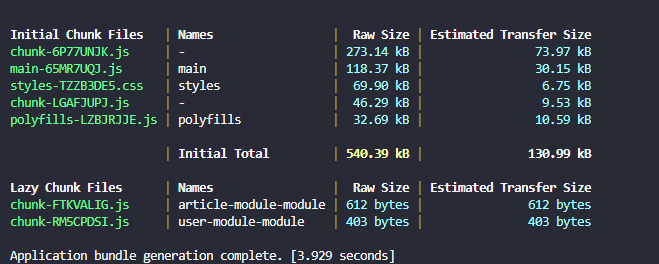 Initial Chunk Files | Names | Raw Size | Estimated Transfer Size
chunk-6P77UNJK.js | - | 273.14 kB | 73.97 kB
main-65MR7UQJ.js | main | 118.37 kB | 30.15 kB
styles-TZZB3DE5.css | styles | 69.90 kB | 6.75 kB
chunk-LGAFJUPJ.js | - | 46.29 kB | 9.53 kB
polyfills-LZBJRJJE.js | polyfills | 32.69 kB | 10.59 kB
| Initial Total | 540.39 kB | 130.99 kB
Lazy Chunk Files | Names | Raw Size | Estimated Transfer Size
chunk-FTKVALIG.js | article-module-module | 612 bytes | 612 bytes
chunk-RM5CPDSI.js | user-module-module | 403 bytes | 403 bytes
Application bundle generation complete. [3.929 seconds]